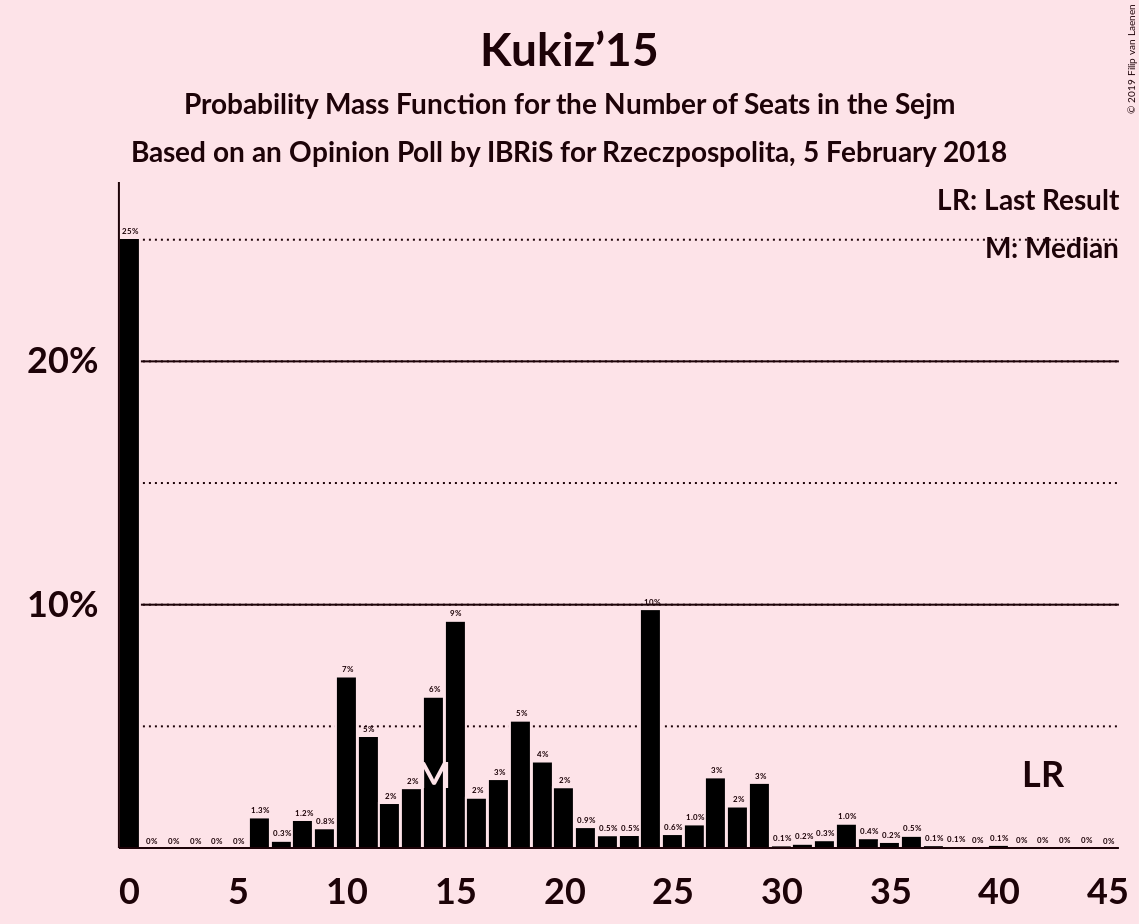 Kukiz’15
Probability Mass Function for the Number of Seats in the Sejm
Based on an Opinion Poll by IBRiS for Rzeczpospolita, 5 February 2018
© 2019 Filip van Laenen
LR: Last Result
M: Median
20%
10%
25% 0% 0% 0% 0% 0% 1.3% 0.3% 1.2% 0.8% 7% 5% 2% 2% 6% 9% 2% 3% 5% 4% 2% 0.9% 0.5% 0.5% 10% 0.6% 1.0% 3% 2% 3% 0.1% 0.2% 0.3% 1.0% 0.4% 0.2% 0.5% 0.1% 0.1% 0% 0.1% 0% 0% 0% 0% 0%
M
LR
0 5 10 15 20 25 30 35 40 45